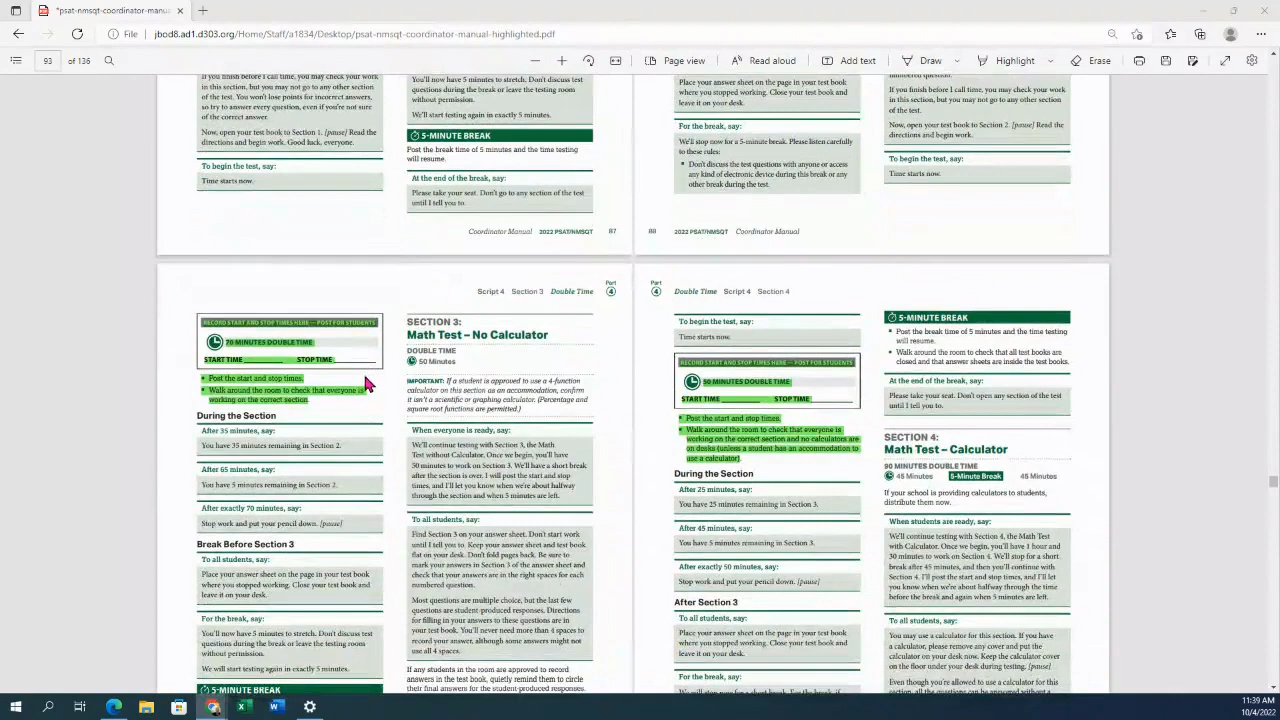 *psat-nmsqt-coordinator-manual
File
jbod8.ad1.d303.org/Home/Staff/a1834/Desktop/psat-nmsqt-coordinator-manual-highlighted.pdf
93 of 136
Page view
Read aloud
Add text
Draw
Highlight
Erase
If you finish before I call time, you may check your work
in this section, but you may not go to any other section
of the test. You won't lose points for incorrect answers,
so try to answer every question, even if you're not sure
of the correct answer.
Now, open your test book to Section 1. [pause] Read the
directions and begin work. Good luck, everyone.
To begin the test, say:
Time starts now.
You'll now have 5 minutes to stretch. Don't discuss test
questions during the break or leave the testing room
without permission.
We'll start testing again in exactly 5 minutes.
5-MINUTE BREAK
Post the break time of 5 minutes and the time testing
will resume.
At the end of the break, say:
Please take your seat. Don't go to any section of the test
until I tell you to.
Coordinator Manual 2022 PSAT/NMSQT 87
Place your answer sheet on the page in your test book
where you stopped working. Close your test book and
leave it on your desk.
For the break, say:
We'll stop now for a 5-minute break. Please listen carefully
to these rules:
Don't discuss the test questions with anyone or access
any kind of electronic device during this break or any
other break during the test.
numbered question.
If you finish before I call time, you may check your work
in this section, but you may not go to any other section
of the test.
Now, open your test book to Section 2. [pause] Read the
directions and begin work.
To begin the test, say:
Time starts now.
88 2022 PSAT/NMSQT Coordinator Manual
Script 4 Section 3 Double Time
Part
4
RECORD START AND STOP TIMES HERE — POST FOR STUDENTS
70 MINUTES DOUBLE TIME
START TIME STOP TIME
Post the start and stop times.
Walk around the room to check that everyone is
working on the correct section.
During the Section
After 35 minutes, say:
You have 35 minutes remaining in Section 2.
After 65 minutes, say:
You have 5 minutes remaining in Section 2.
After exactly 70 minutes, say:
Stop work and put your pencil down. [pause]
Break Before Section 3
To all students, say:
Place your answer sheet on the page in your test book
where you stopped working. Close your test book and
leave it on your desk.
For the break, say:
You'll now have 5 minutes to stretch. Don't discuss test
questions during the break or leave the testing room
without permission.
We will start testing again in exactly 5 minutes.
5-MINUTE BREAK
SECTION 3:
Math Test – No Calculator
DOUBLE TIME
50 Minutes
IMPORTANT: If a student is approved to use a 4-function
calculator on this section as an accommodation, confirm
it isn't a scientific or graphing calculator. (Percentage and
square root functions are permitted.)
When everyone is ready, say:
We'll continue testing with Section 3, the Math
Test without Calculator. Once we begin, you'll have
50 minutes to work on Section 3. We'll have a short break
after the section is over. I will post the start and stop
times, and I'll let you know when we're about halfway
through the section and when 5 minutes are left.
To all students, say:
Find Section 3 on your answer sheet. Don't start work
until I tell you to. Keep your answer sheet and test book
flat on your desk. Don't fold pages back. Be sure to
mark your answers in Section 3 of the answer sheet and
check that your answers are in the right spaces for each
numbered question.
Most questions are multiple choice, but the last few
questions are student-produced responses. Directions
for filling in your answers to these questions are in
your test book. You'll never need more than 4 spaces to
record your answer, although some answers might not
use all 4 spaces.
If any students in the room are approved to record
answers in the test book, quietly remind them to circle
their final answers for the student-produced responses.
Part
4
Double Time Script 4 Section 4
To begin the test, say:
Time starts now.
RECORD START AND STOP TIMES HERE — POST FOR STUDENTS
50 MINUTES DOUBLE TIME
START TIME STOP TIME
Post the start and stop times.
Walk around the room to check that everyone is
working on the correct section and no calculators are
on desks (unless a student has an accommodation to
use a calculator).
During the Section
After 25 minutes, say:
You have 25 minutes remaining in Section 3.
After 45 minutes, say:
You have 5 minutes remaining in Section 3.
After exactly 50 minutes, say:
Stop work and put your pencil down. [pause]
After Section 3
To all students, say:
Place your answer sheet on the page in your test book
where you stopped working. Close your test book and
leave it on your desk.
For the break, say:
5-MINUTE BREAK
Post the break time of 5 minutes and the time testing
will resume.
Walk around the room to check that all test books are
closed and that answer sheets are inside the test books.
At the end of the break, say:
Please take your seat. Don't open any section of the test
until I tell you to.
SECTION 4:
Math Test – Calculator
90 MINUTES DOUBLE TIME
45 Minutes 5-Minute Break 45 Minutes
If your school is providing calculators to students,
distribute them now.
When students are ready, say:
We'll continue testing with Section 4, the Math Test
with Calculator. Once we begin, you'll have 1 hour and
30 minutes to work on Section 4. We'll stop for a short
break after 45 minutes, and then you'll continue with
Section 4. I'll post the start and stop times, and I'll let
you know when we're about halfway through the time
before the break and again when 5 minutes are left.
To all students, say:
You may use a calculator for this section. If you have
a calculator, please remove any cover and put the
calculator on your desk now. Keep the calculator cover
on the floor under your desk during testing. [pause]
Even though you're allowed to use a calculator for this
11:39 AM
10/4/2022